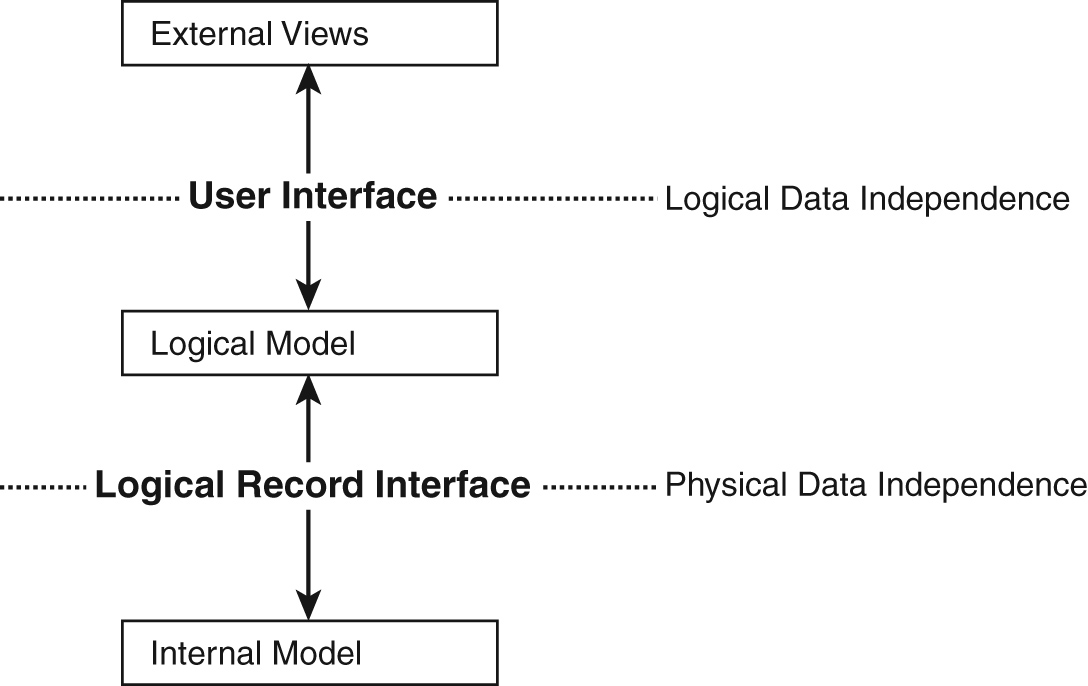 External Views
User Interface
Logical Data Independence
Logical Model
Logical Record Interface
Physical Data Independence
Internal Model